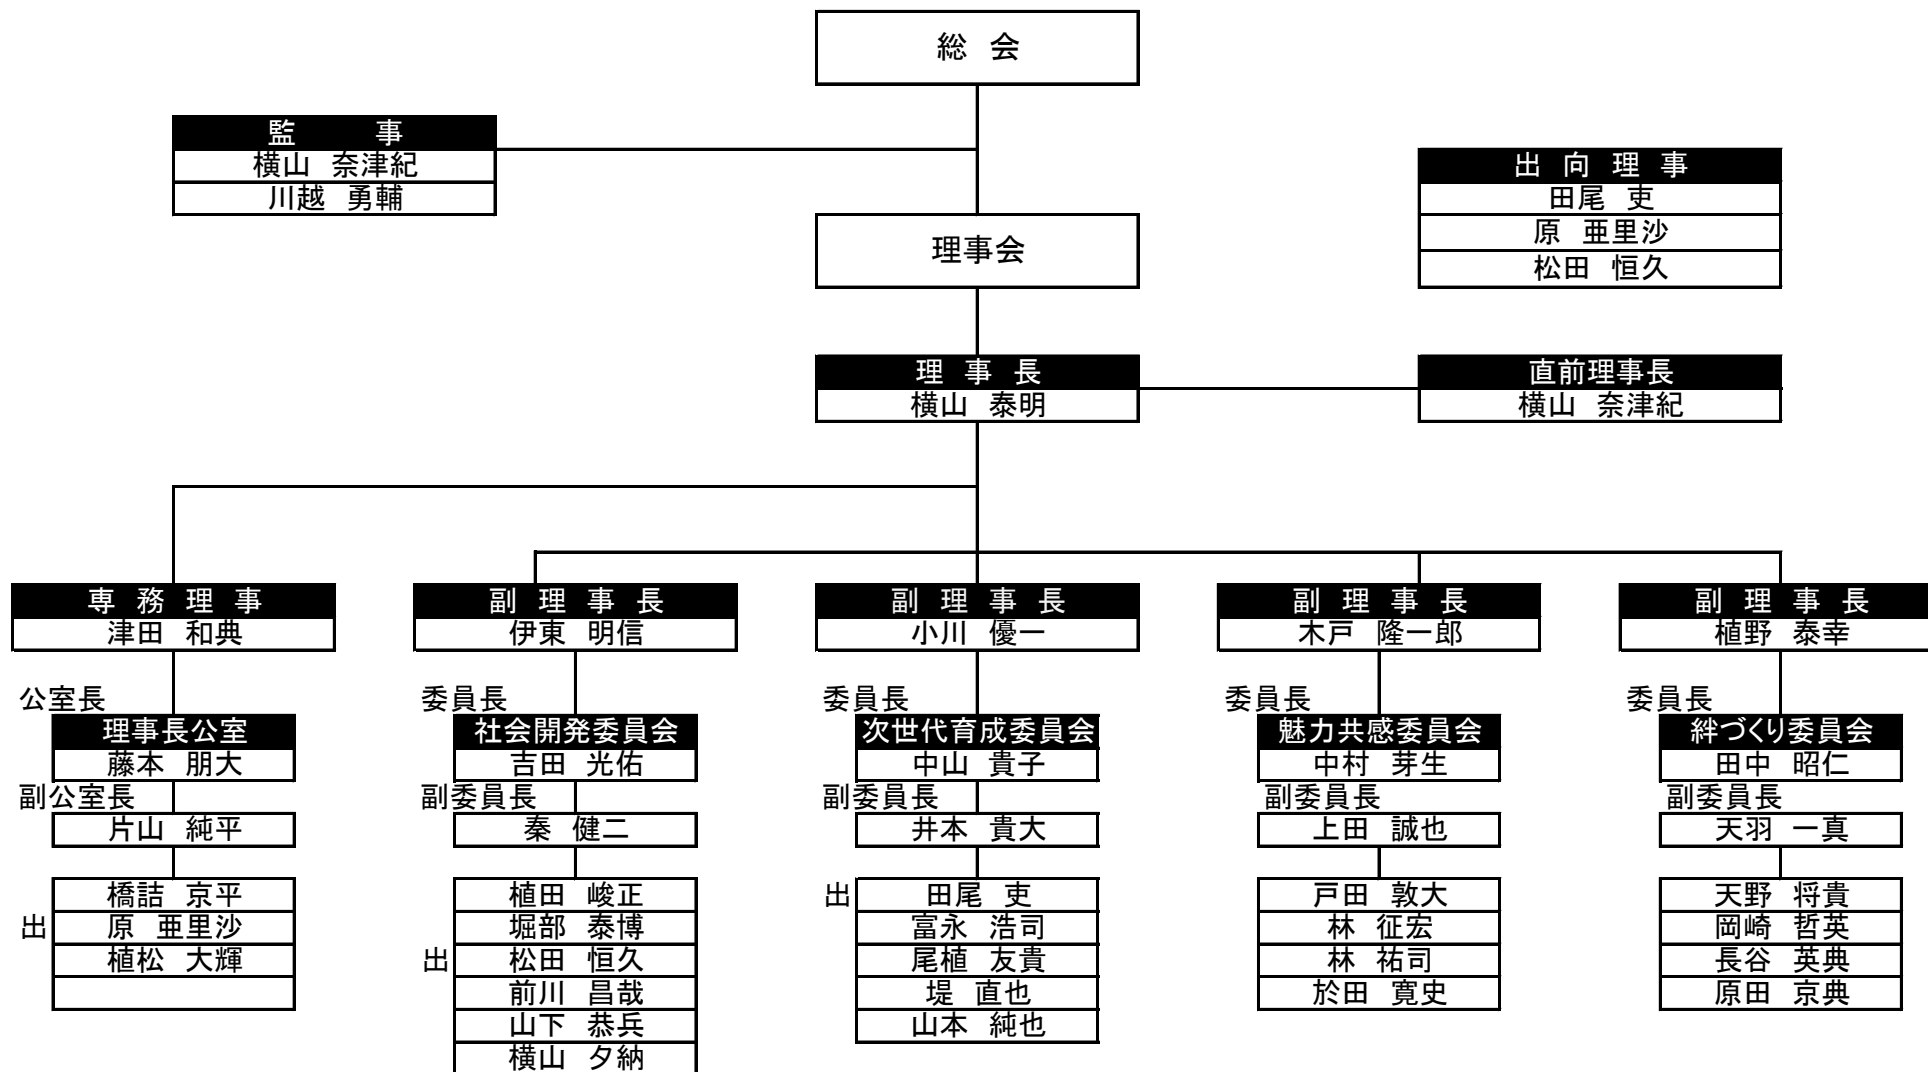 総 会
監 事
横山 奈津紀
川越 勇輔
出 向 理 事
田尾 吏
原 亜里沙
松田 恒久
理事会
理 事 長
横山 泰明
直前理事長
横山 奈津紀
専 務 理 事
津田 和典
公室長
理事長公室
藤本 朋大
副公室長
片山 純平
橋詰 京平
出 原 亜里沙
植松 大輝
副 理 事 長
伊東 明信
委員長
社会開発委員会
吉田 光佑
副委員長
秦 健二
植田 峻正
堀部 泰博
出 松田 恒久
前川 昌哉
山下 恭兵
横山 夕納
副 理 事 長
小川 優一
委員長
次世代育成委員会
中山 貴子
副委員長
井本 貴大
出 田尾 吏
富永 浩司
尾植 友貴
堤 直也
山本 純也
副 理 事 長
木戸 隆一郎
委員長
魅力共感委員会
中村 芽生
副委員長
上田 誠也
戸田 敦大
林 征宏
林 祐司
於田 寛史
副 理 事 長
植野 泰幸
委員長
絆づくり委員会
田中 昭仁
副委員長
天羽 一真
天野 将貴
岡崎 哲英
長谷 英典
原田 京典